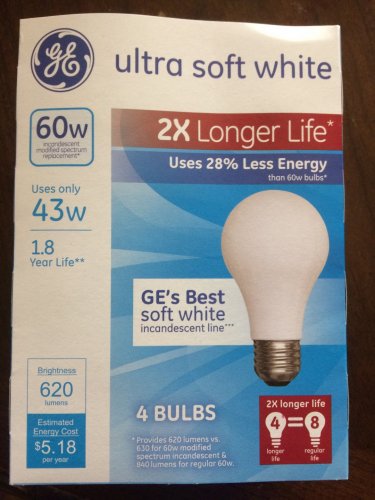 GE
ultra soft white
60w
incandescent
modified spectrum
replacement*
2X Longer Life*
Uses 28% Less Energy
than 60w bulbs*
Uses only
43w
1.8
Year Life**
GE's Best
soft white
incandescent line***
Brightness
620
lumens
Estimated
Energy Cost
$5.18
per year
4 BULBS
* Provides 620 lumens vs.
630 for 60w modified
spectrum incandescent &
840 lumens for regular 60w.
2X longer life
4 = 8
longer life
regular life